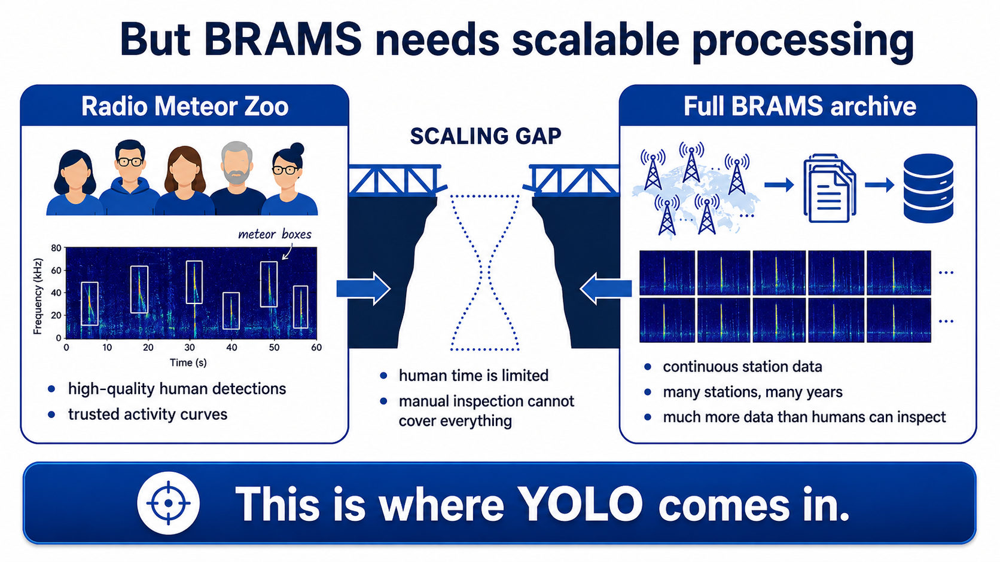 But BRAMS needs scalable processing
Radio Meteor Zoo
meteor boxes
Frequency (kHz)
80
60
40
20
0
0 10 20 30 40 50 60
Time (s)
• high-quality human detections
• trusted activity curves
SCALING GAP
• human time is limited
• manual inspection cannot
cover everything
Full BRAMS archive
...
...
• continuous station data
• many stations, many years
• much more data than humans can inspect
This is where YOLO comes in.